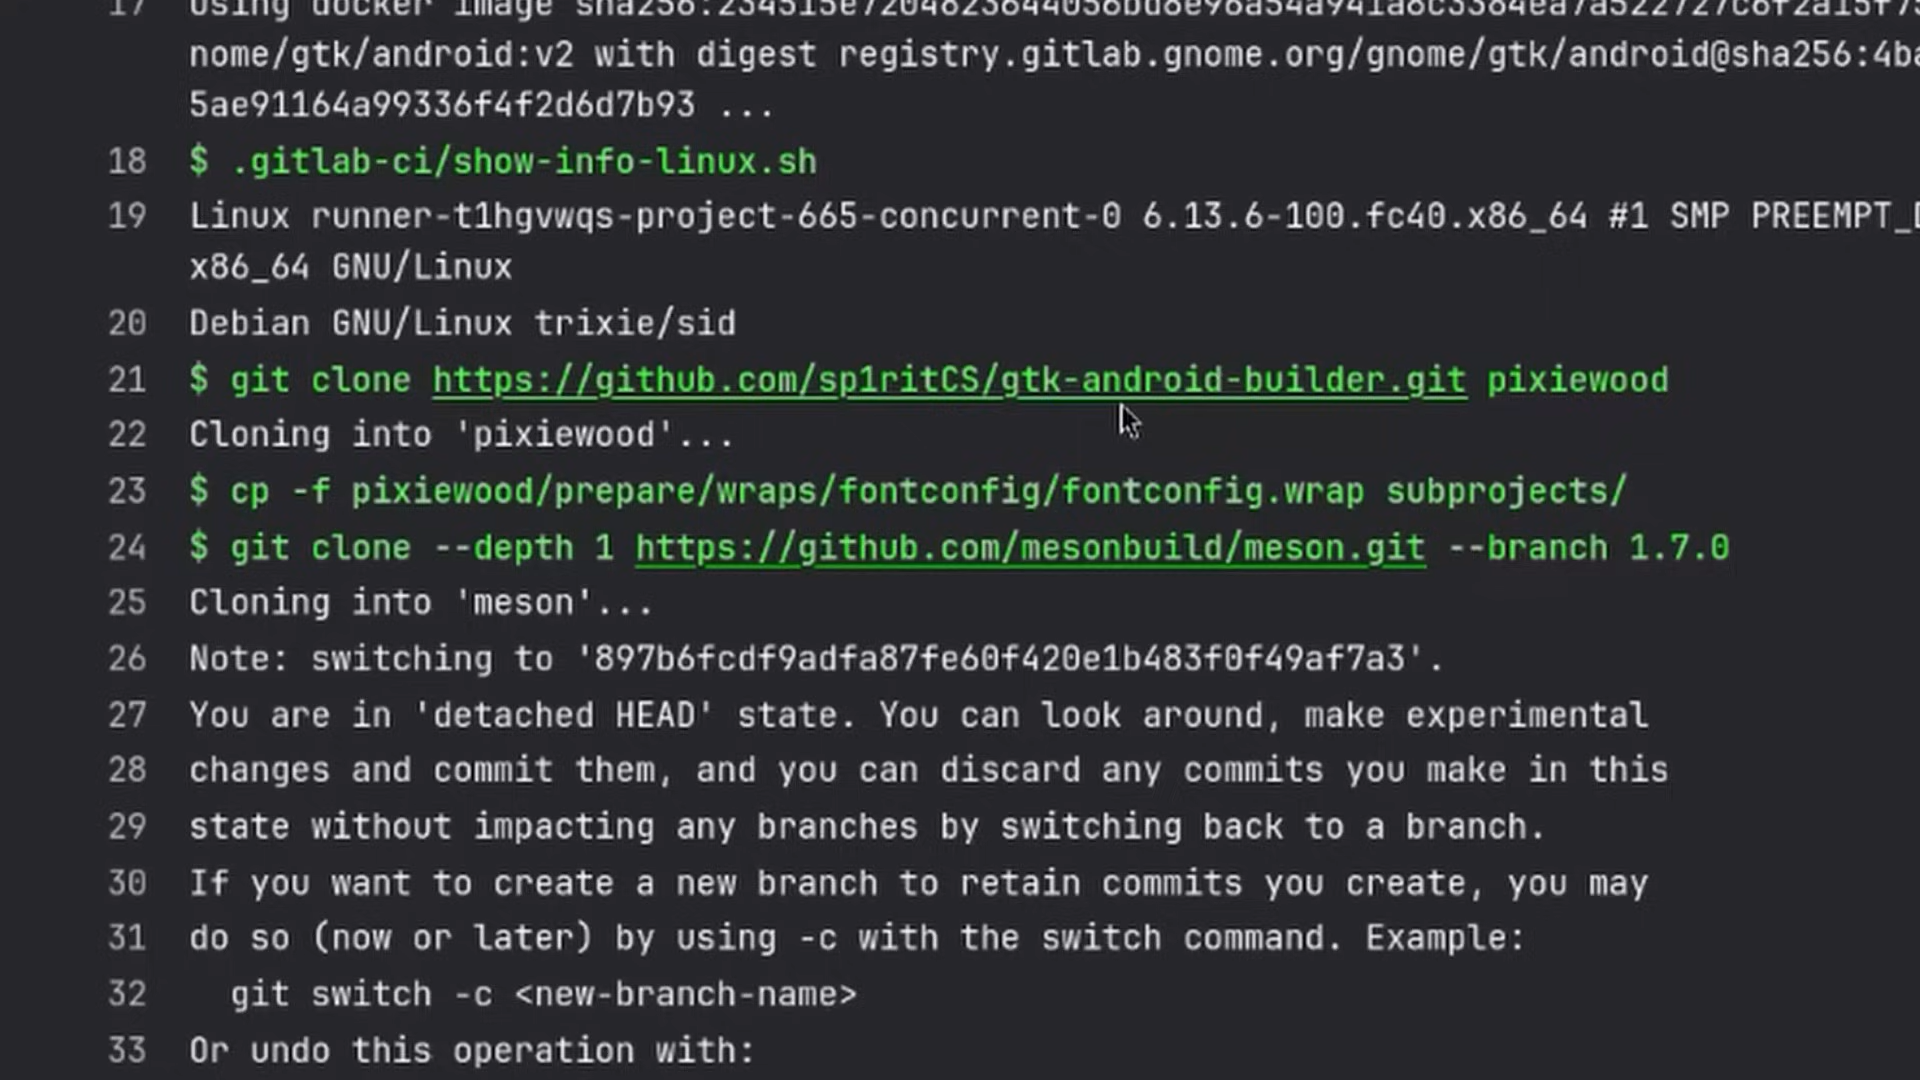 17 Using docker image
nome/gtk/android:v2 with digest registry.gitlab.gnome.org/gnome/gtk/android@sha256:4ba
5ae91164a99336f4f2d6d7b93 ...
18 $ .gitlab-ci/show-info-linux.sh
19 Linux runner-t1hgvwqs-project-665-concurrent-0 6.13.6-100.fc40.x86_64 #1 SMP PREEMPT_D
x86_64 GNU/Linux
20 Debian GNU/Linux trixie/sid
21 $ git clone https://github.com/sp1ritCS/gtk-android-builder.git pixiewood
22 Cloning into 'pixiewood'...
23 $ cp -f pixiewood/prepare/wraps/fontconfig/fontconfig.wrap subprojects/
24 $ git clone --depth 1 https://github.com/mesonbuild/meson.git --branch 1.7.0
25 Cloning into 'meson'...
26 Note: switching to '897b6fcdf9adfa87fe60f420e1b483f0f49af7a3'.
27 You are in 'detached HEAD' state. You can look around, make experimental
28 changes and commit them, and you can discard any commits you make in this
29 state without impacting any branches by switching back to a branch.
30 If you want to create a new branch to retain commits you create, you may
31 do so (now or later) by using -c with the switch command. Example:
32 git switch -c <new-branch-name>
33 Or undo this operation with: